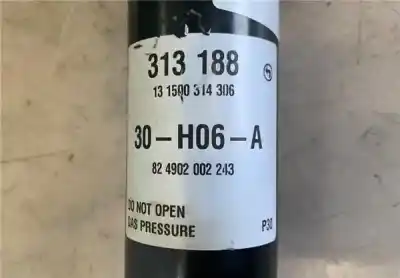 313 188
13 1500 314 306
30-H06-A
82 4902 002 243
DO NOT OPEN
GAS PRESSURE P30